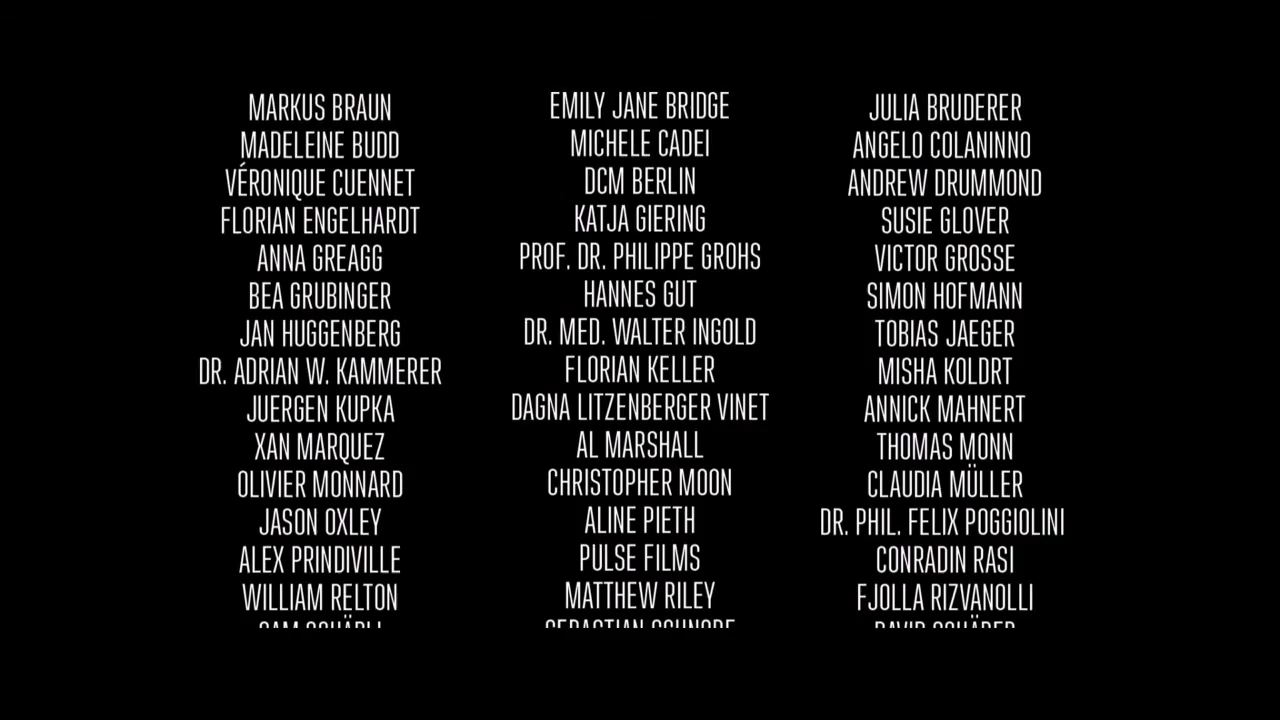 MARKUS BRAUN
EMILY JANE BRIDGE
JULIA BRUDERER
MADELEINE BUDD
MICHELE CADEI
ANGELO COLANINNO
VÉRONIQUE CUENNET
DCM BERLIN
ANDREW DRUMMOND
FLORIAN ENGELHARDT
KATJA GIERING
SUSIE GLOVER
ANNA GREAGG
PROF. DR. PHILIPPE GROHS
VICTOR GROSSE
BEA GRUBINGER
HANNES GUT
SIMON HOFMANN
JAN HUGGENBERG
DR. MED. WALTER INGOLD
TOBIAS JAEGER
DR. ADRIAN W. KAMMERER
FLORIAN KELLER
MISHA KOLDRT
JUERGEN KUPKA
DAGNA LITZENBERGER VINET
ANNICK MAHNERT
XAN MARQUEZ
AL MARSHALL
THOMAS MONN
OLIVIER MONNARD
CHRISTOPHER MOON
CLAUDIA MÜLLER
JASON OXLEY
ALINE PIETH
DR. PHIL. FELIX POGGIOLINI
ALEX PRINDIVILLE
PULSE FILMS
CONRADIN RASI
WILLIAM RELTON
MATTHEW RILEY
FJOLLA RIZVANOLLI